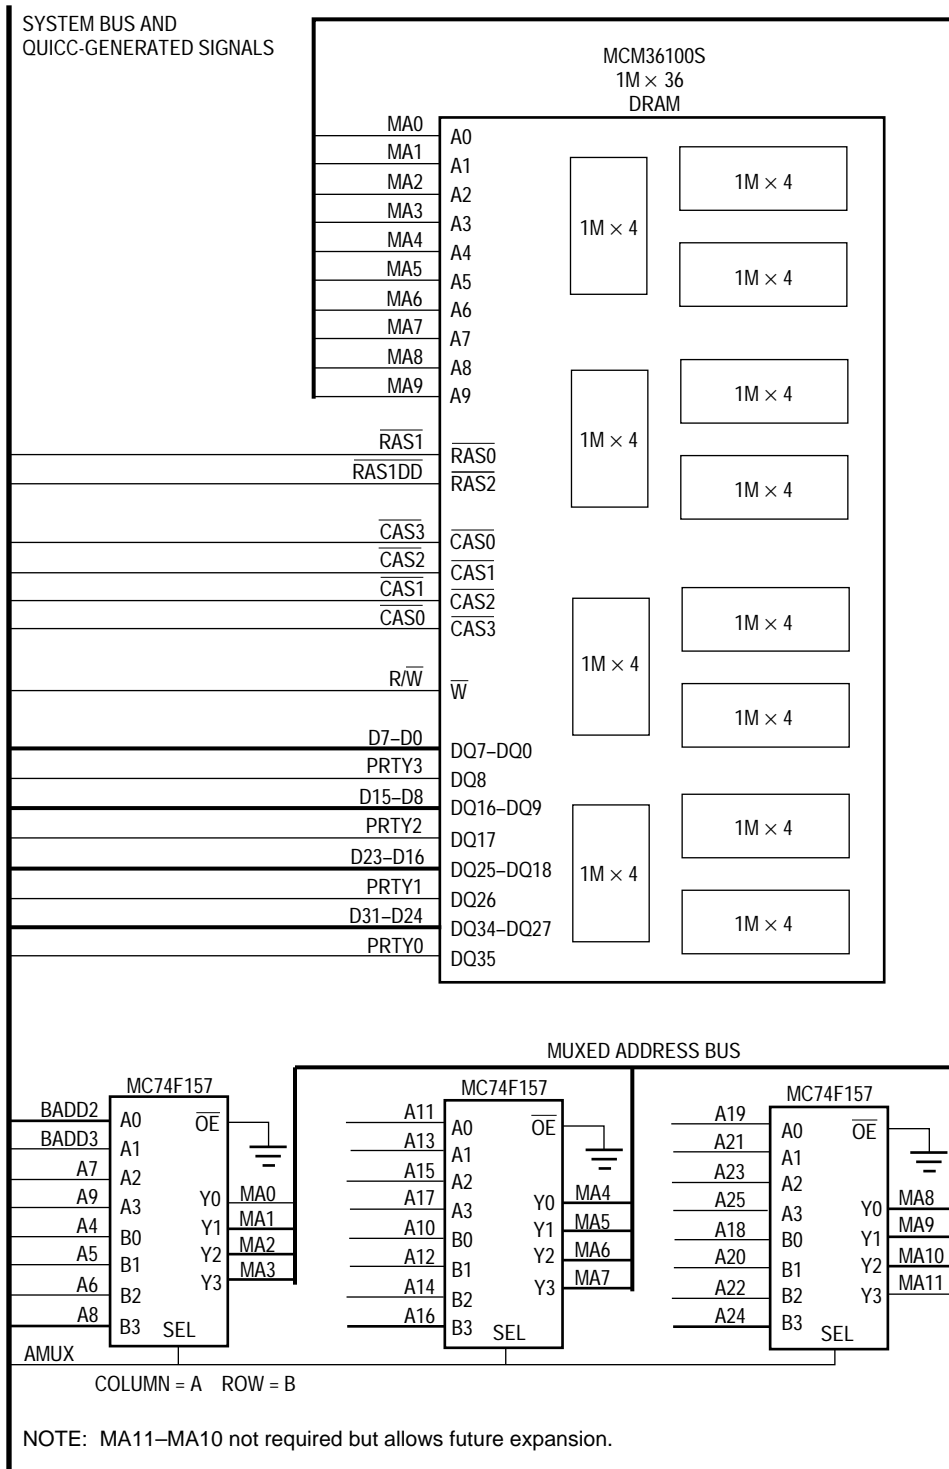 SYSTEM BUS AND
QUICC-GENERATED SIGNALS
MCM36100S
1M × 36
DRAM
MA0 A0
MA1 A1
MA2 A2
MA3 A3
MA4 A4
MA5 A5
MA6 A6
MA7 A7
MA8 A8
MA9 A9
1M × 4
1M × 4
1M × 4
1M × 4
1M × 4
1M × 4
1M × 4
1M × 4
1M × 4
1M × 4
1M × 4
1M × 4
RAS1 RAS0
RAS1DD RAS2
CAS3 CAS0
CAS2 CAS1
CAS1 CAS2
CAS0 CAS3
R/W W
D7–D0 DQ7–DQ0
PRTY3 DQ8
D15–D8 DQ16–DQ9
PRTY2 DQ17
D23–D16 DQ25–DQ18
PRTY1 DQ26
D31–D24 DQ34–DQ27
PRTY0 DQ35
MUXED ADDRESS BUS
MC74F157
BADD2 A0 OE
BADD3 A1
A7 A2
A9 A3 Y0 MA0
A4 B0 Y1 MA1
A5 B1 Y2 MA2
A6 B2 Y3 MA3
A8 B3 SEL
MC74F157
A11 A0 OE
A13 A1
A15 A2
A17 A3 Y0 MA4
A10 B0 Y1 MA5
A12 B1 Y2 MA6
A14 B2 Y3 MA7
A16 B3 SEL
MC74F157
A19 A0 OE
A21 A1
A23 A2
A25 A3 Y0 MA8
A18 B0 Y1 MA9
A20 B1 Y2 MA10
A22 B2 Y3 MA11
A24 B3 SEL
AMUX
COLUMN = A ROW = B
NOTE: MA11–MA10 not required but allows future expansion.